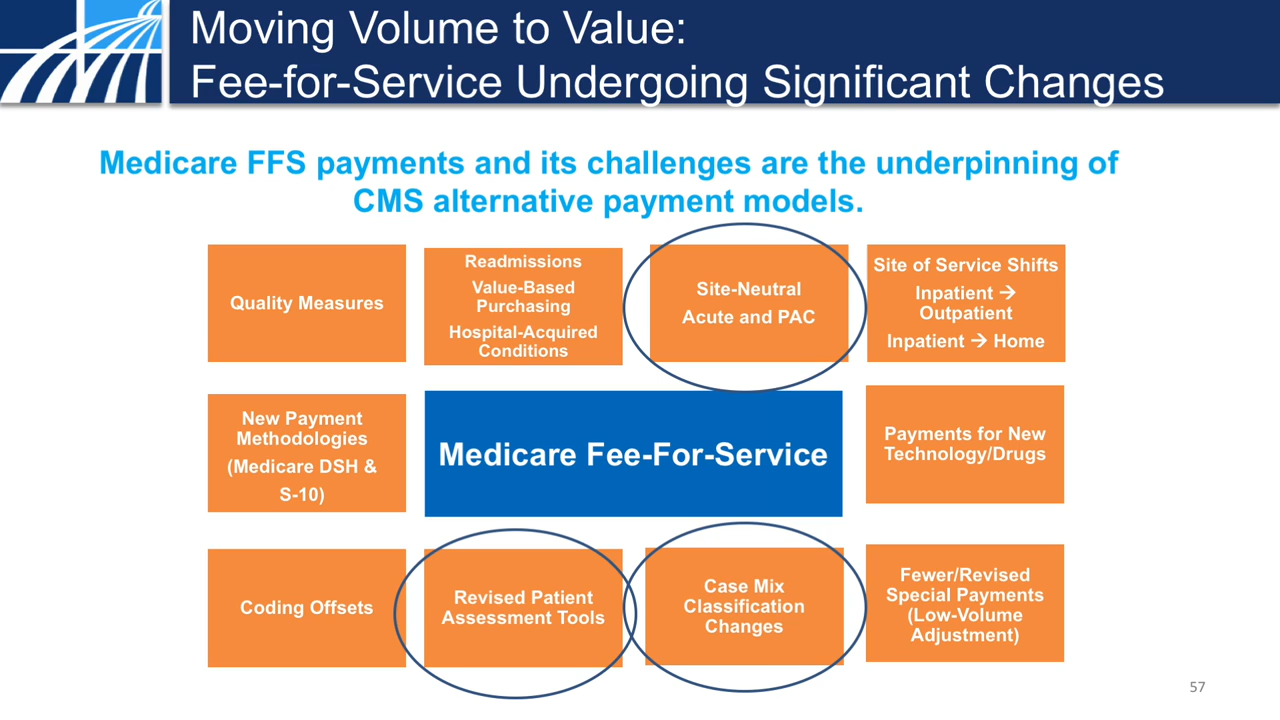 Moving Volume to Value:
Fee-for-Service Undergoing Significant Changes
Medicare FFS payments and its challenges are the underpinning of
CMS alternative payment models.
Quality Measures
Readmissions
Value-Based
Purchasing
Hospital-Acquired
Conditions
Site-Neutral
Acute and PAC
Site of Service Shifts
Inpatient →
Outpatient
Inpatient → Home
New Payment
Methodologies
(Medicare DSH &
S-10)
Medicare Fee-For-Service
Payments for New
Technology/Drugs
Coding Offsets
Revised Patient
Assessment Tools
Case Mix
Classification
Changes
Fewer/Revised
Special Payments
(Low-Volume
Adjustment)
57